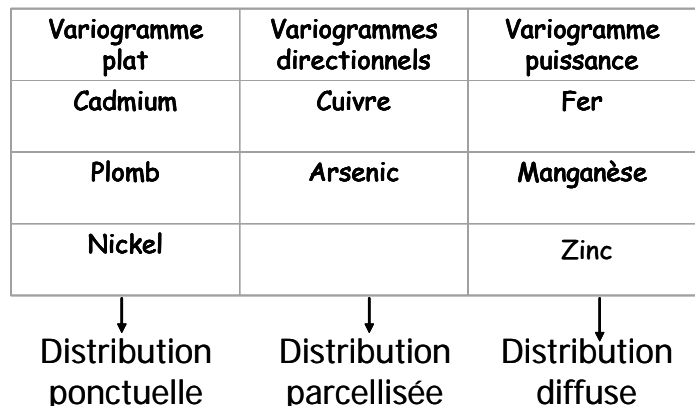 Variogramme plat
Variogrammes directionnels
Variogramme puissance
Cadmium
Cuivre
Fer
Plomb
Arsenic
Manganèse
Nickel
Zinc
Distribution ponctuelle
Distribution parcellisée
Distribution diffuse